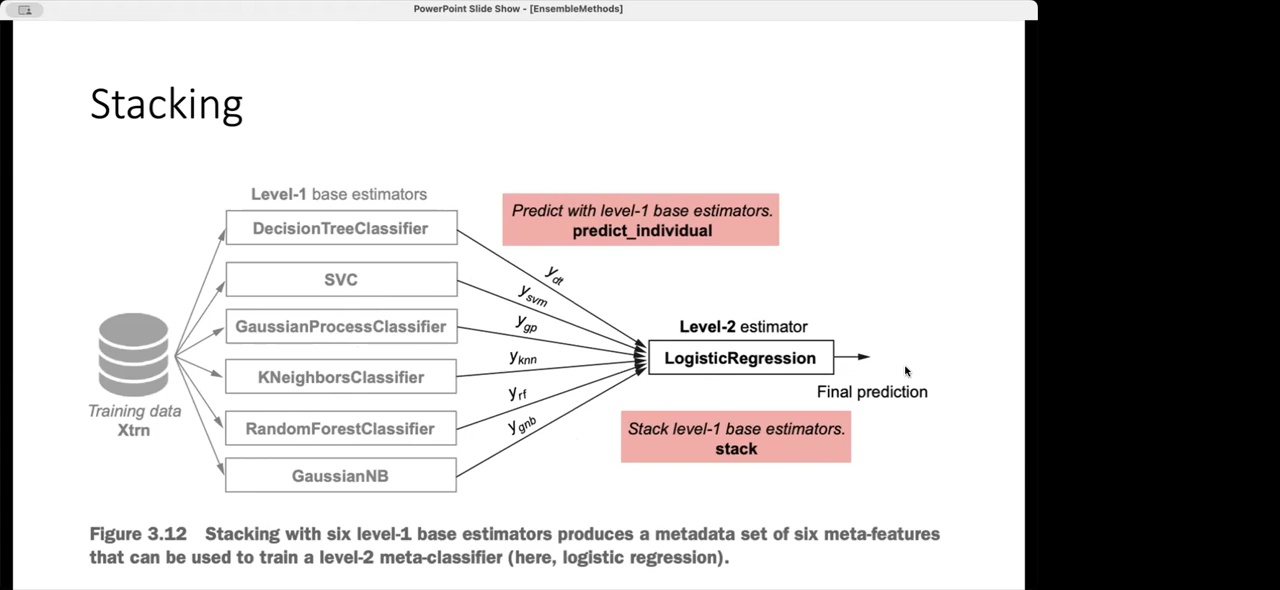 PowerPoint Slide Show - [EnsembleMethods]
Stacking
Level-1 base estimators
DecisionTreeClassifier
SVC
GaussianProcessClassifier
KNeighborsClassifier
RandomForestClassifier
GaussianNB
Training data
Xtrn
Predict with level-1 base estimators.
predict_individual
ydt
ysvm
ygp
yknn
yrf
ygnb
Level-2 estimator
LogisticRegression
Final prediction
Stack level-1 base estimators.
stack
Figure 3.12 Stacking with six level-1 base estimators produces a metadata set of six meta-features
that can be used to train a level-2 meta-classifier (here, logistic regression).